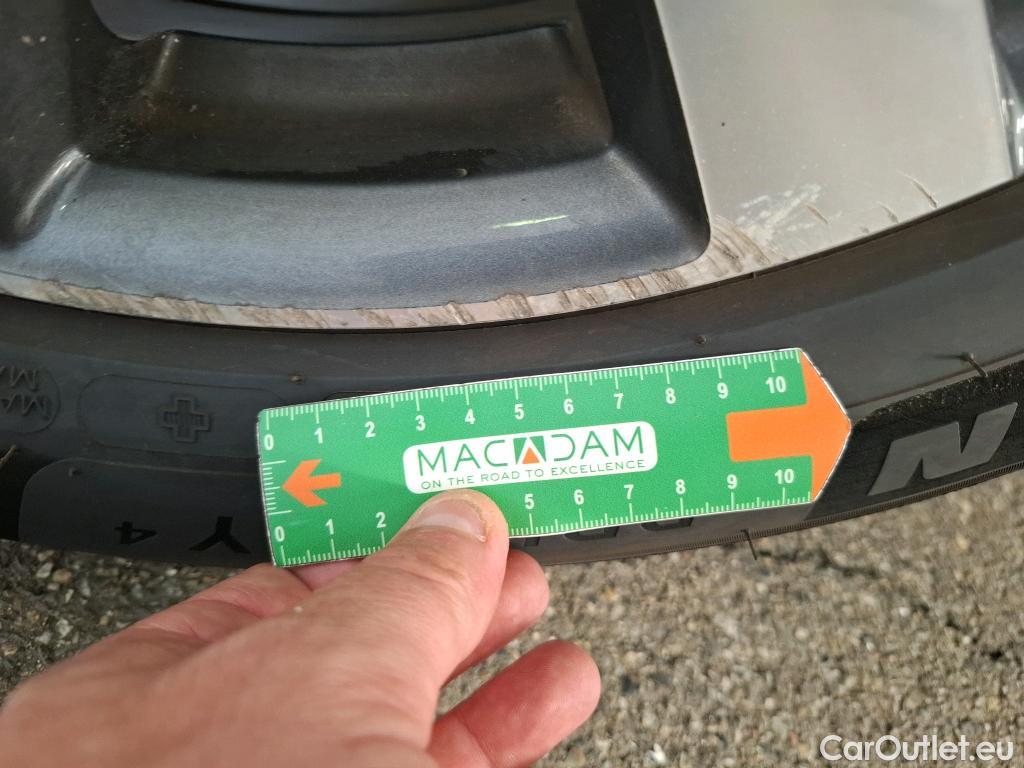 0 1 2 3 4 5 6 7 8 9 10
MACADAM
ON THE ROAD TO EXCELLENCE
0 1 2 5 6 7 8 9 10
N
Y 4
CarOutlet.eu